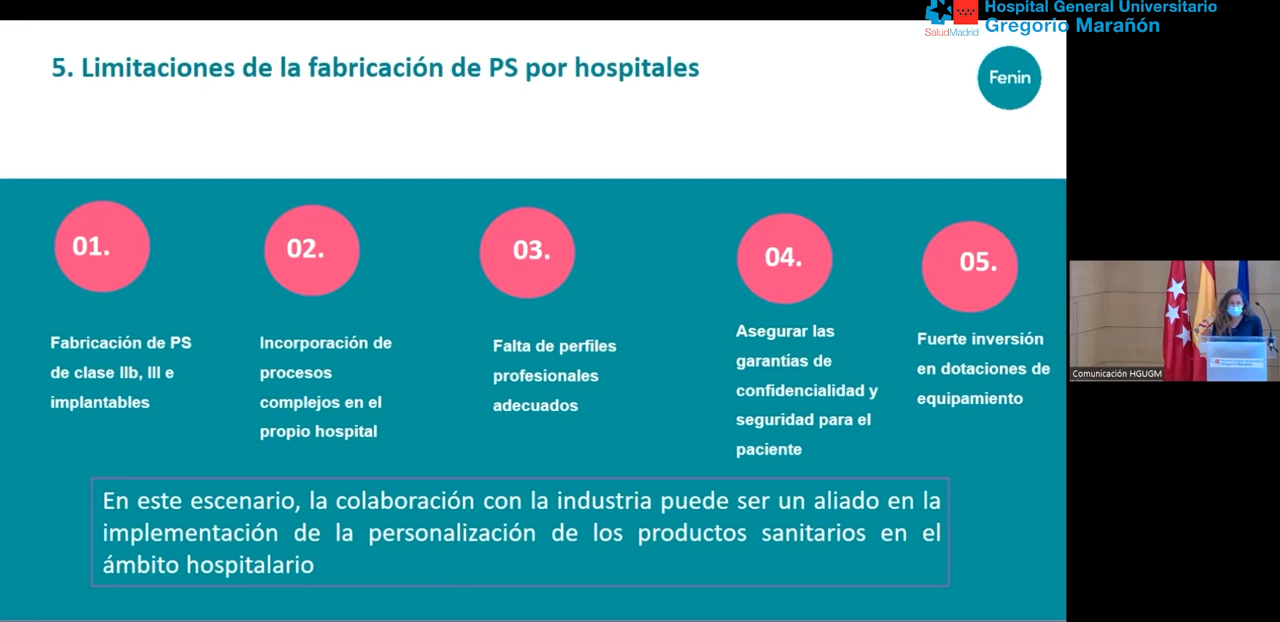 Hospital General Universitario
Gregorio Marañón
SaludMadrid
5. Limitaciones de la fabricación de PS por hospitales
Fenin
01.
Fabricación de PS
de clase IIb, III e
implantables
02.
Incorporación de
procesos
complejos en el
propio hospital
03.
Falta de perfiles
profesionales
adecuados
04.
Asegurar las
garantías de
confidencialidad y
seguridad para el
paciente
05.
Fuerte inversión
en dotaciones de
equipamiento
En este escenario, la colaboración con la industria puede ser un aliado en la
implementación de la personalización de los productos sanitarios en el
ámbito hospitalario
Comunicación HGUGM